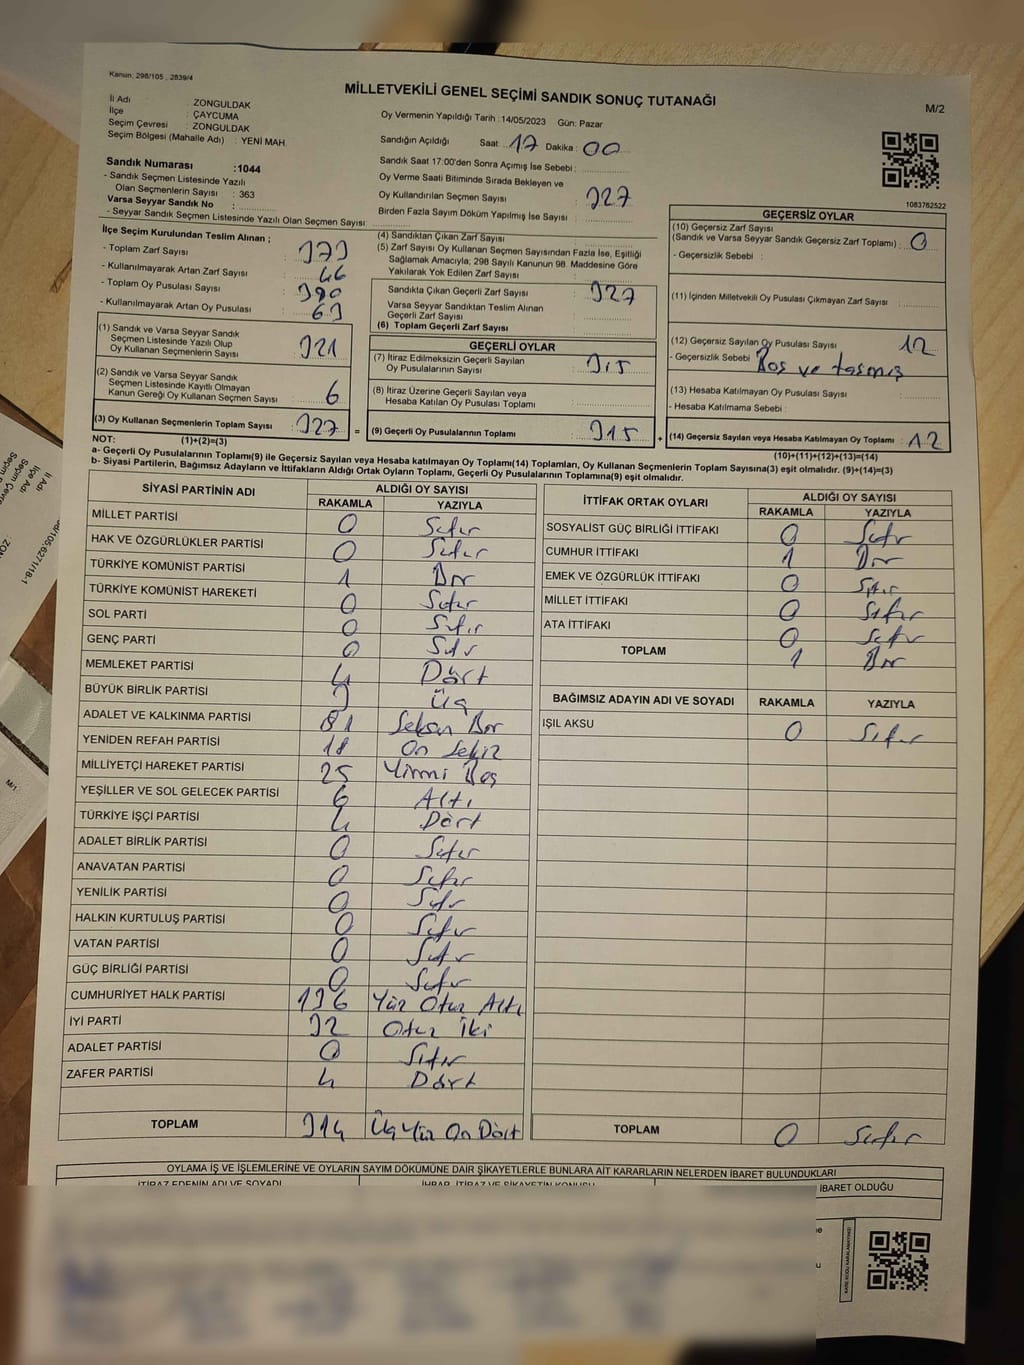 Kanun; 298/105 , 2839/4
MİLLETVEKİLİ GENEL SEÇİMİ SANDIK SONUÇ TUTANAĞI
M/2
İl Adı : ZONGULDAK
İlçe : ÇAYCUMA
Seçim Çevresi : ZONGULDAK
Seçim Bölgesi (Mahalle Adı) : YENİ MAH.
Oy Vermenin Yapıldığı Tarih :14/05/2023 Gün: Pazar
Sandığın Açıldığı Saat : 17 Dakika : 00
Sandık Saat 17:00'den Sonra Açılmış İse Sebebi :
Oy Verme Saati Bitiminde Sırada Bekleyen ve
Oy Kullandırılan Seçmen Sayısı : 327
Birden Fazla Sayım Döküm Yapılmış İse Sayısı :
Sandık Numarası :1044
- Sandık Seçmen Listesinde Yazılı
Olan Seçmenlerin Sayısı : 363
Varsa Seyyar Sandık No :
- Seyyar Sandık Seçmen Listesinde Yazılı Olan Seçmen Sayısı :
İlçe Seçim Kurulundan Teslim Alınan ;
- Toplam Zarf Sayısı : 373
- Kullanılmayarak Artan Zarf Sayısı : 46
- Toplam Oy Pusulası Sayısı : 390
- Kullanılmayarak Artan Oy Pusulası : 63
(1) Sandık ve Varsa Seyyar Sandık
Seçmen Listesinde Yazılı Olup
Oy Kullanan Seçmenlerin Sayısı : 321
(2) Sandık ve Varsa Seyyar Sandık
Seçmen Listesinde Kayıtlı Olmayan
Kanun Gereği Oy Kullanan Seçmen Sayısı : 6
(3) Oy Kullanan Seçmenlerin Toplam Sayısı : 327
(4) Sandıktan Çıkan Zarf Sayısı :
(5) Zarf Sayısı Oy Kullanan Seçmen Sayısından Fazla İse, Eşitliği
Sağlamak Amacıyla; 298 Sayılı Kanunun 98. Maddesine Göre
Yakılarak Yok Edilen Zarf Sayısı :
Sandıkta Çıkan Geçerli Zarf Sayısı : 327
Varsa Seyyar Sandıktan Teslim Alınan
Geçerli Zarf Sayısı :
(6) Toplam Geçerli Zarf Sayısı :
GEÇERLİ OYLAR
(7) İtiraz Edilmeksizin Geçerli Sayılan
Oy Pusulalarının Sayısı : 315
(8) İtiraz Üzerine Geçerli Sayılan veya
Hesaba Katılan Oy Pusulası Toplamı :
= (9) Geçerli Oy Pusulalarının Toplamı : 315
1083782522
GEÇERSİZ OYLAR
(10) Geçersiz Zarf Sayısı
(Sandık ve Varsa Seyyar Sandık Geçersiz Zarf Toplamı) : 0
- Geçersizlik Sebebi :
(11) İçinden Milletvekili Oy Pusulası Çıkmayan Zarf Sayısı :
(12) Geçersiz Sayılan Oy Pusulası Sayısı : 12
- Geçersizlik Sebebi : Boş ve taşmış
(13) Hesaba Katılmayan Oy Pusulası Sayısı :
- Hesaba Katılmama Sebebi :
+ (14) Geçersiz Sayılan veya Hesaba Katılmayan Oy Toplamı : 12
NOT: (1)+(2)=(3)
(10)+(11)+(12)+(13)=(14)
a- Geçerli Oy Pusulalarının Toplamı(9) ile Geçersiz Sayılan veya Hesaba katılmayan Oy Toplamı(14) Toplamları, Oy Kullanan Seçmenlerin Toplam Sayısına(3) eşit olmalıdır. (9)+(14)=(3)
b- Siyasi Partilerin, Bağımsız Adayların ve İttifakların Aldığı Ortak Oyların Toplamı, Geçerli Oy Pusulalarının Toplamına(9) eşit olmalıdır.
SİYASİ PARTİNİN ADI ALDIĞI OY SAYISI
RAKAMLA YAZIYLA
MİLLET PARTİSİ 0 Sıfır
HAK VE ÖZGÜRLÜKLER PARTİSİ 0 Sıfır
TÜRKİYE KOMÜNİST PARTİSİ 1 Bir
TÜRKİYE KOMÜNİST HAREKETİ 0 Sıfır
SOL PARTİ 0 Sıfır
GENÇ PARTİ 0 Sıfır
MEMLEKET PARTİSİ 4 Dört
BÜYÜK BİRLİK PARTİSİ 3 Üç
ADALET VE KALKINMA PARTİSİ 81 Seksen Bir
YENİDEN REFAH PARTİSİ 18 On Sekiz
MİLLİYETÇİ HAREKET PARTİSİ 25 Yirmi Beş
YEŞİLLER VE SOL GELECEK PARTİSİ 6 Altı
TÜRKİYE İŞÇİ PARTİSİ 4 Dört
ADALET BİRLİK PARTİSİ 0 Sıfır
ANAVATAN PARTİSİ 0 Sıfır
YENİLİK PARTİSİ 0 Sıfır
HALKIN KURTULUŞ PARTİSİ 0 Sıfır
VATAN PARTİSİ 0 Sıfır
GÜÇ BİRLİĞİ PARTİSİ 0 Sıfır
CUMHURİYET HALK PARTİSİ 136 Yüz Otuz Altı
İYİ PARTİ 32 Otuz İki
ADALET PARTİSİ 0 Sıfır
ZAFER PARTİSİ 4 Dört
TOPLAM 314 Üç Yüz On Dört
İTTİFAK ORTAK OYLARI ALDIĞI OY SAYISI
RAKAMLA YAZIYLA
SOSYALİST GÜÇ BİRLİĞİ İTTİFAKI 0 Sıfır
CUMHUR İTTİFAKI 1 Bir
EMEK VE ÖZGÜRLÜK İTTİFAKI 0 Sıfır
MİLLET İTTİFAKI 0 Sıfır
ATA İTTİFAKI 0 Sıfır
TOPLAM 1 Bir
BAĞIMSIZ ADAYIN ADI VE SOYADI RAKAMLA YAZIYLA
IŞIL AKSU 0 Sıfır
TOPLAM 0 Sıfır
OYLAMA İŞ VE İŞLEMLERİNE VE OYLARIN SAYIM DÖKÜMÜNE DAİR ŞİKAYETLERLE BUNLARA AİT KARARLARIN NELERDEN İBARET BULUNDUKLARI
İTİRAZ EDENİN ADI VE SOYADI İHBAR, İTİRAZ VE ŞİKAYETİN KONUSU İBARET OLDUĞU